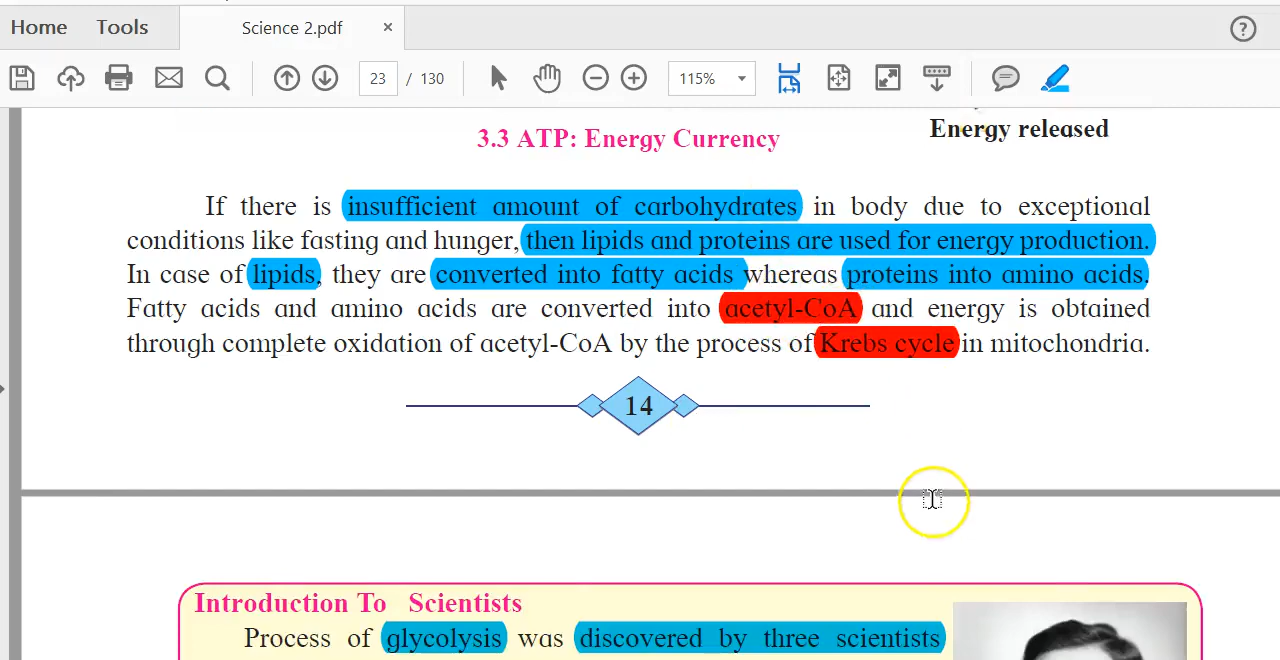 Home Tools Science 2.pdf × ?
23 / 130 115%
3.3 ATP: Energy Currency
Energy released
If there is insufficient amount of carbohydrates in body due to exceptional
conditions like fasting and hunger, then lipids and proteins are used for energy production.
In case of lipids, they are converted into fatty acids whereas proteins into amino acids.
Fatty acids and amino acids are converted into acetyl-CoA and energy is obtained
through complete oxidation of acetyl-CoA by the process of Krebs cycle in mitochondria.
14
Introduction To Scientists
Process of glycolysis was discovered by three scientists